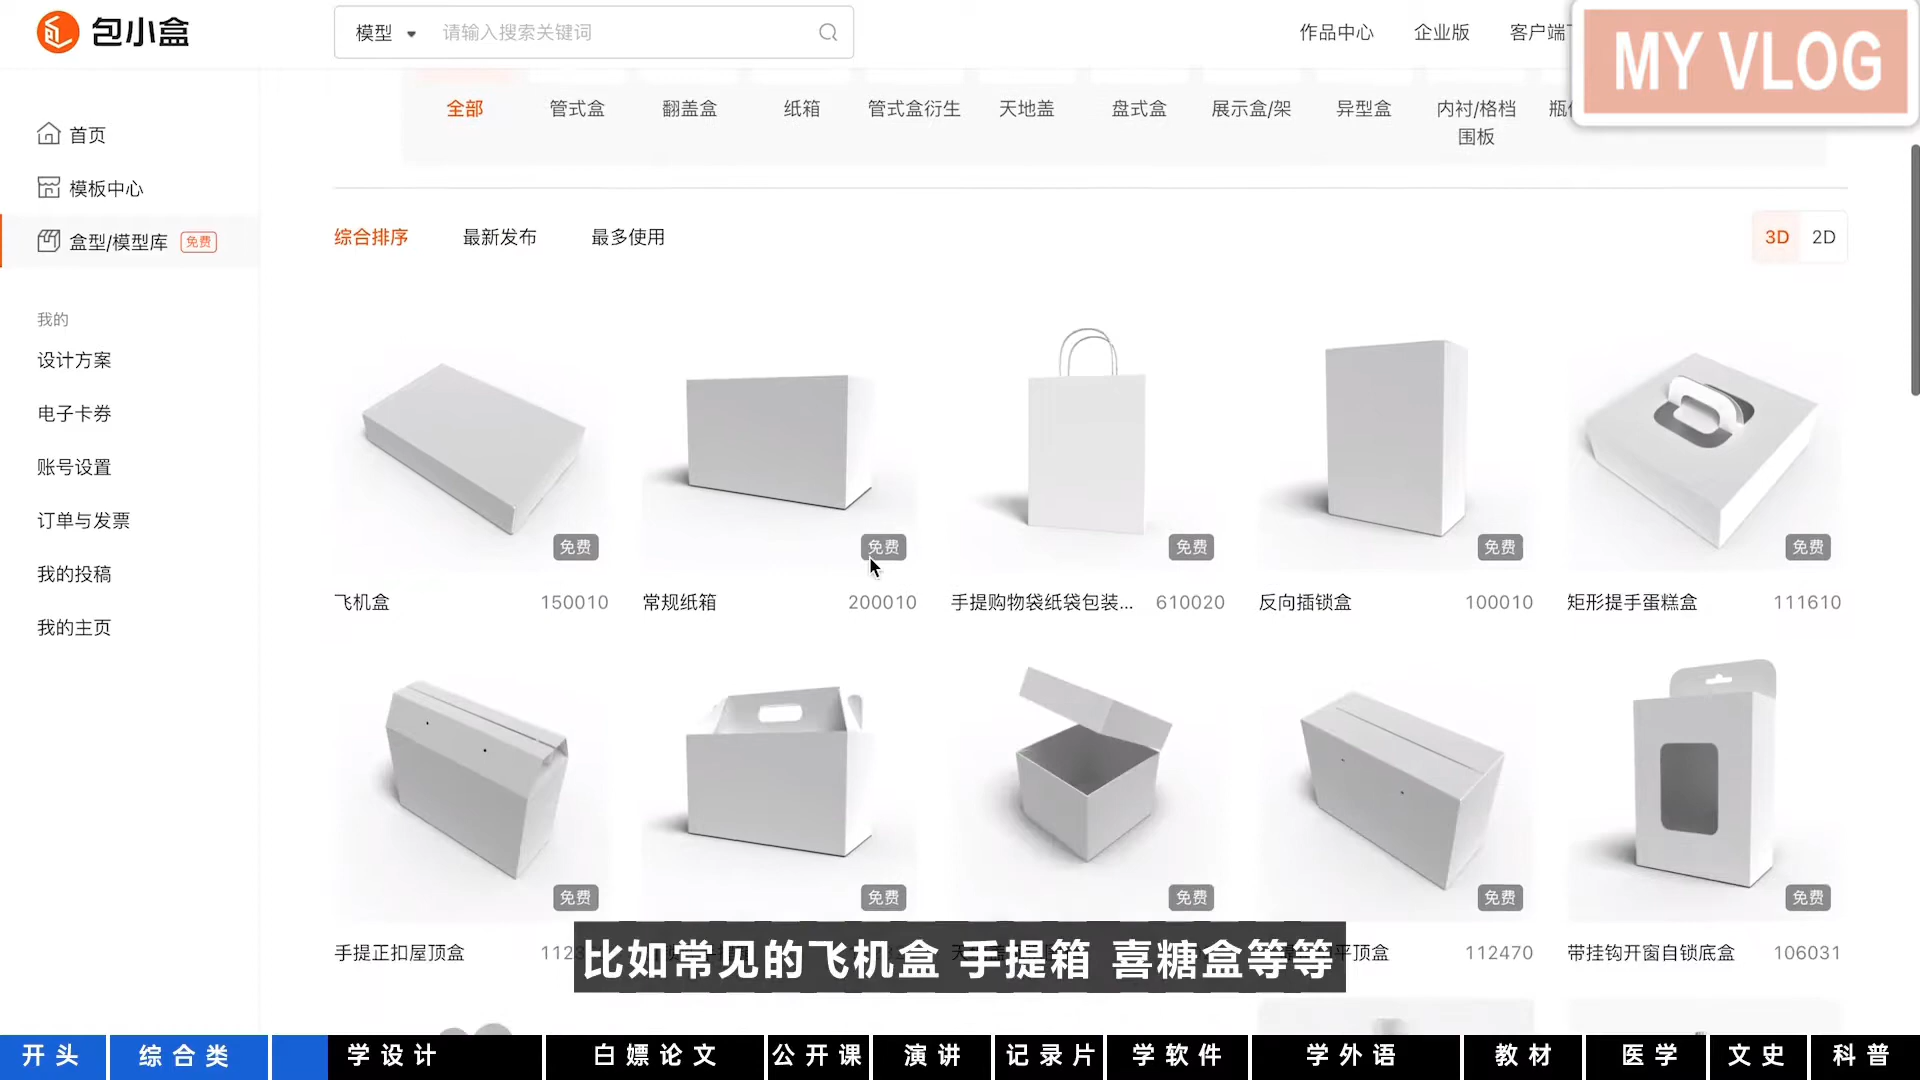 包小盒
模型
请输入搜索关键词
作品中心
企业版
客户端
MY VLOG
首页
模板中心
盒型/模型库
免费
我的
设计方案
电子卡券
账号设置
订单与发票
我的投稿
我的主页
全部
管式盒
翻盖盒
纸箱
管式盒衍生
天地盖
盘式盒
展示盒/架
异型盒
内衬/格档
围板
瓶
综合排序
最新发布
最多使用
3D
2D
免费
免费
免费
免费
免费
飞机盒
150010
常规纸箱
200010
手提购物袋纸袋包装...
610020
反向插锁盒
100010
矩形提手蛋糕盒
111610
免费
免费
免费
免费
免费
手提正扣屋顶盒
平顶盒
112470
带挂钩开窗自锁底盒
106031
比如常见的飞机盒 手提箱 喜糖盒等等
开头
综合类
学设计
白嫖论文
公开课
演讲
记录片
学软件
学外语
教材
医学
文史
科普